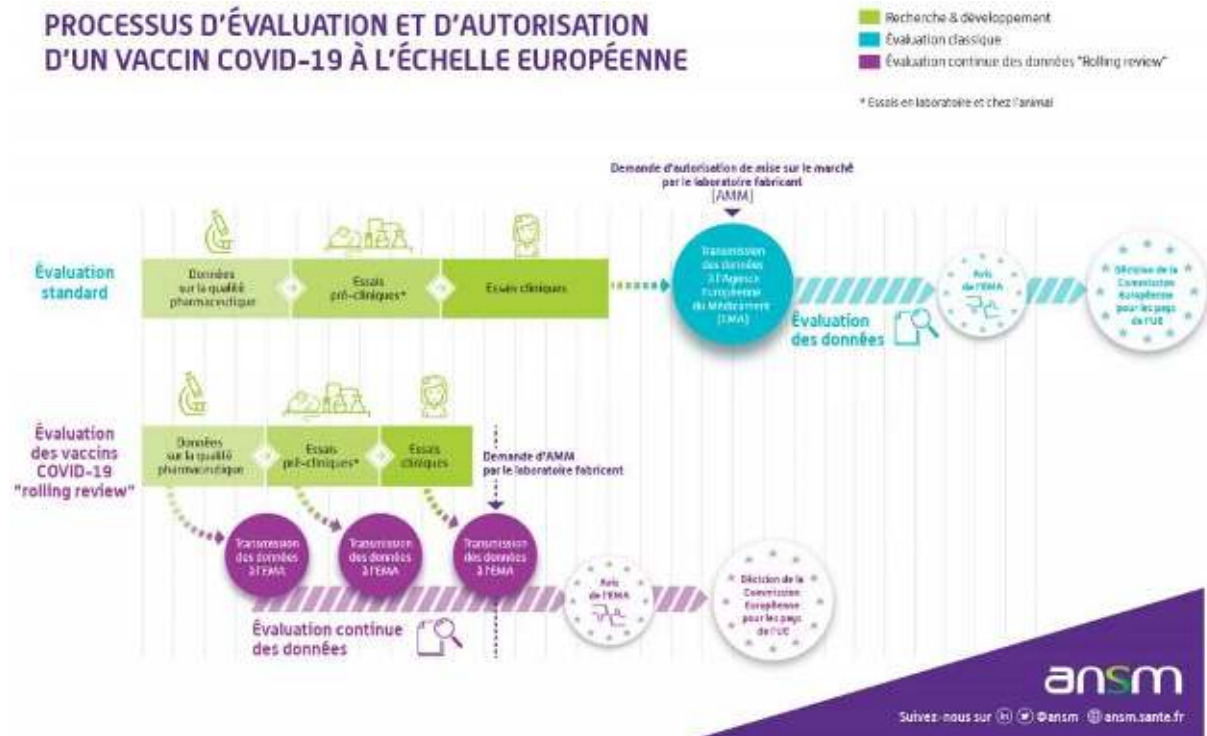 PROCESSUS D'ÉVALUATION ET D'AUTORISATION
D'UN VACCIN COVID-19 À L'ÉCHELLE EUROPÉENNE
Recherche & développement
Évaluation classique
Évaluation continue des données "Rolling review"
* Essais en laboratoire et chez l'animal
Demande d'autorisation de mise sur le marché
par le laboratoire fabricant
(AMM)
Évaluation
standard
Données
sur la qualité
pharmaceutique
Essais
pré-cliniques*
Essais cliniques
Transmission
des données
à l'Agence
Européenne
du Médicament
(EMA)
Évaluation
des données
Avis
de l'EMA
Décision de la
Commission
Européenne
pour les pays
de l'UE
Évaluation
des vaccins
COVID-19
"rolling review"
Données
sur la qualité
pharmaceutique
Essais
pré-cliniques*
Essais
cliniques
Demande d'AMM
par le laboratoire fabricent
Transmission
des données
à l'EMA
Transmission
des données
à l'EMA
Transmission
des données
à l'EMA
Évaluation continue
des données
Avis
de l'EMA
Décision de la
Commission
Européenne
pour les pays
de l'UE
ansm
Suivez-nous sur in @ansm ansm.sante.fr